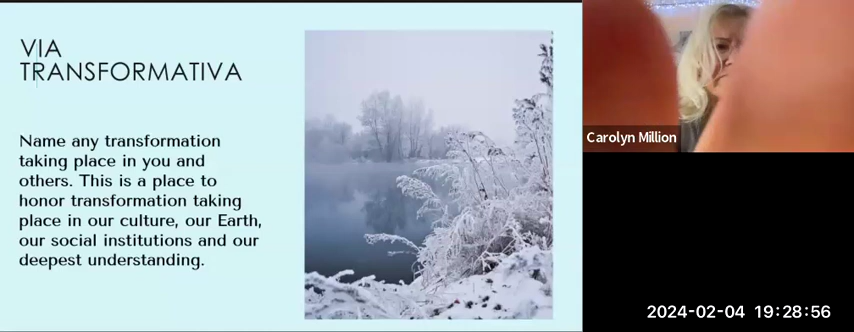 VIA
TRANSFORMATIVA
Name any transformation
taking place in you and
others. This is a place to
honor transformation taking
place in our culture, our Earth,
our social institutions and our
deepest understanding.
Carolyn Million
2024-02-04 19:28:56